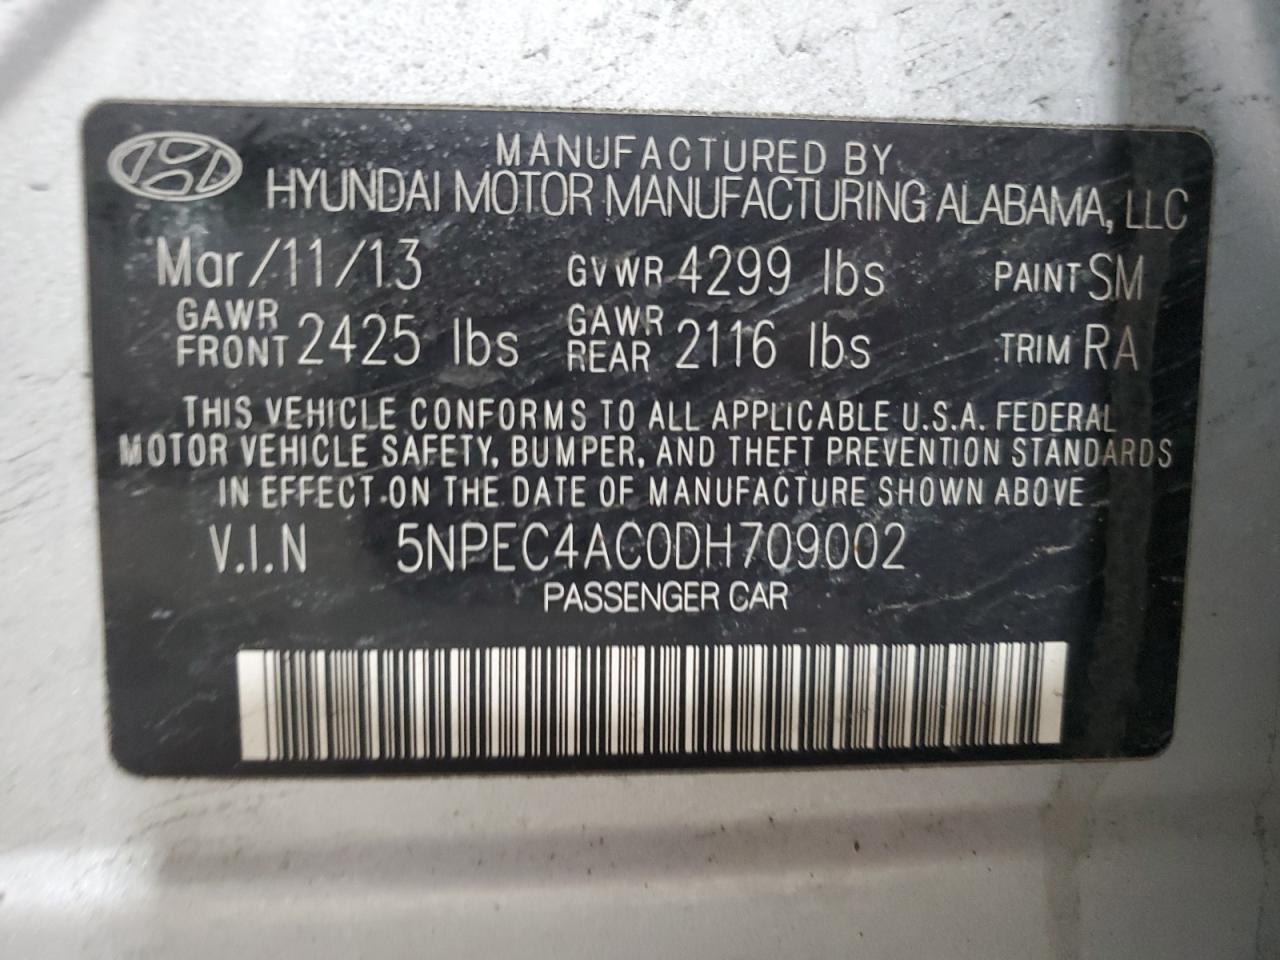 MANUFACTURED BY
HYUNDAI MOTOR MANUFACTURING ALABAMA, LLC
Mar/11/13 GVWR 4299 lbs PAINT SM
GAWR FRONT 2425 lbs GAWR REAR 2116 lbs TRIM RA
THIS VEHICLE CONFORMS TO ALL APPLICABLE U.S.A. FEDERAL
MOTOR VEHICLE SAFETY, BUMPER, AND THEFT PREVENTION STANDARDS
IN EFFECT ON THE DATE OF MANUFACTURE SHOWN ABOVE
V.I.N 5NPEC4AC0DH709002
PASSENGER CAR